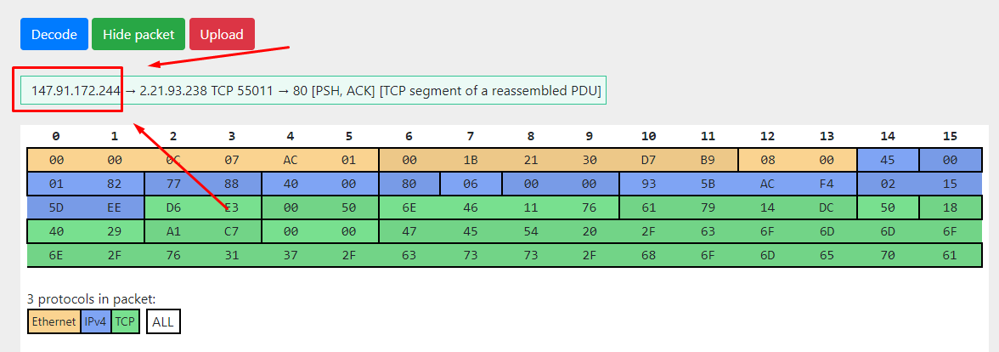 Decode Hide packet Upload
147.91.172.244 → 2.21.93.238 TCP 55011 → 80 [PSH, ACK] [TCP segment of a reassembled PDU]
0 1 2 3 4 5 6 7 8 9 10 11 12 13 14 15
00 00 0C 07 AC 01 00 1B 21 30 D7 B9 08 00 45 00
01 82 77 88 40 00 80 06 00 00 93 5B AC F4 02 15
5D EE D6 E3 00 50 6E 46 11 76 61 79 14 DC 50 18
40 29 A1 C7 00 00 47 45 54 20 2F 63 6F 6D 6D 6F
6E 2F 76 31 37 2F 63 73 73 2F 68 6F 6D 65 70 61
3 protocols in packet:
Ethernet IPv4 TCP ALL